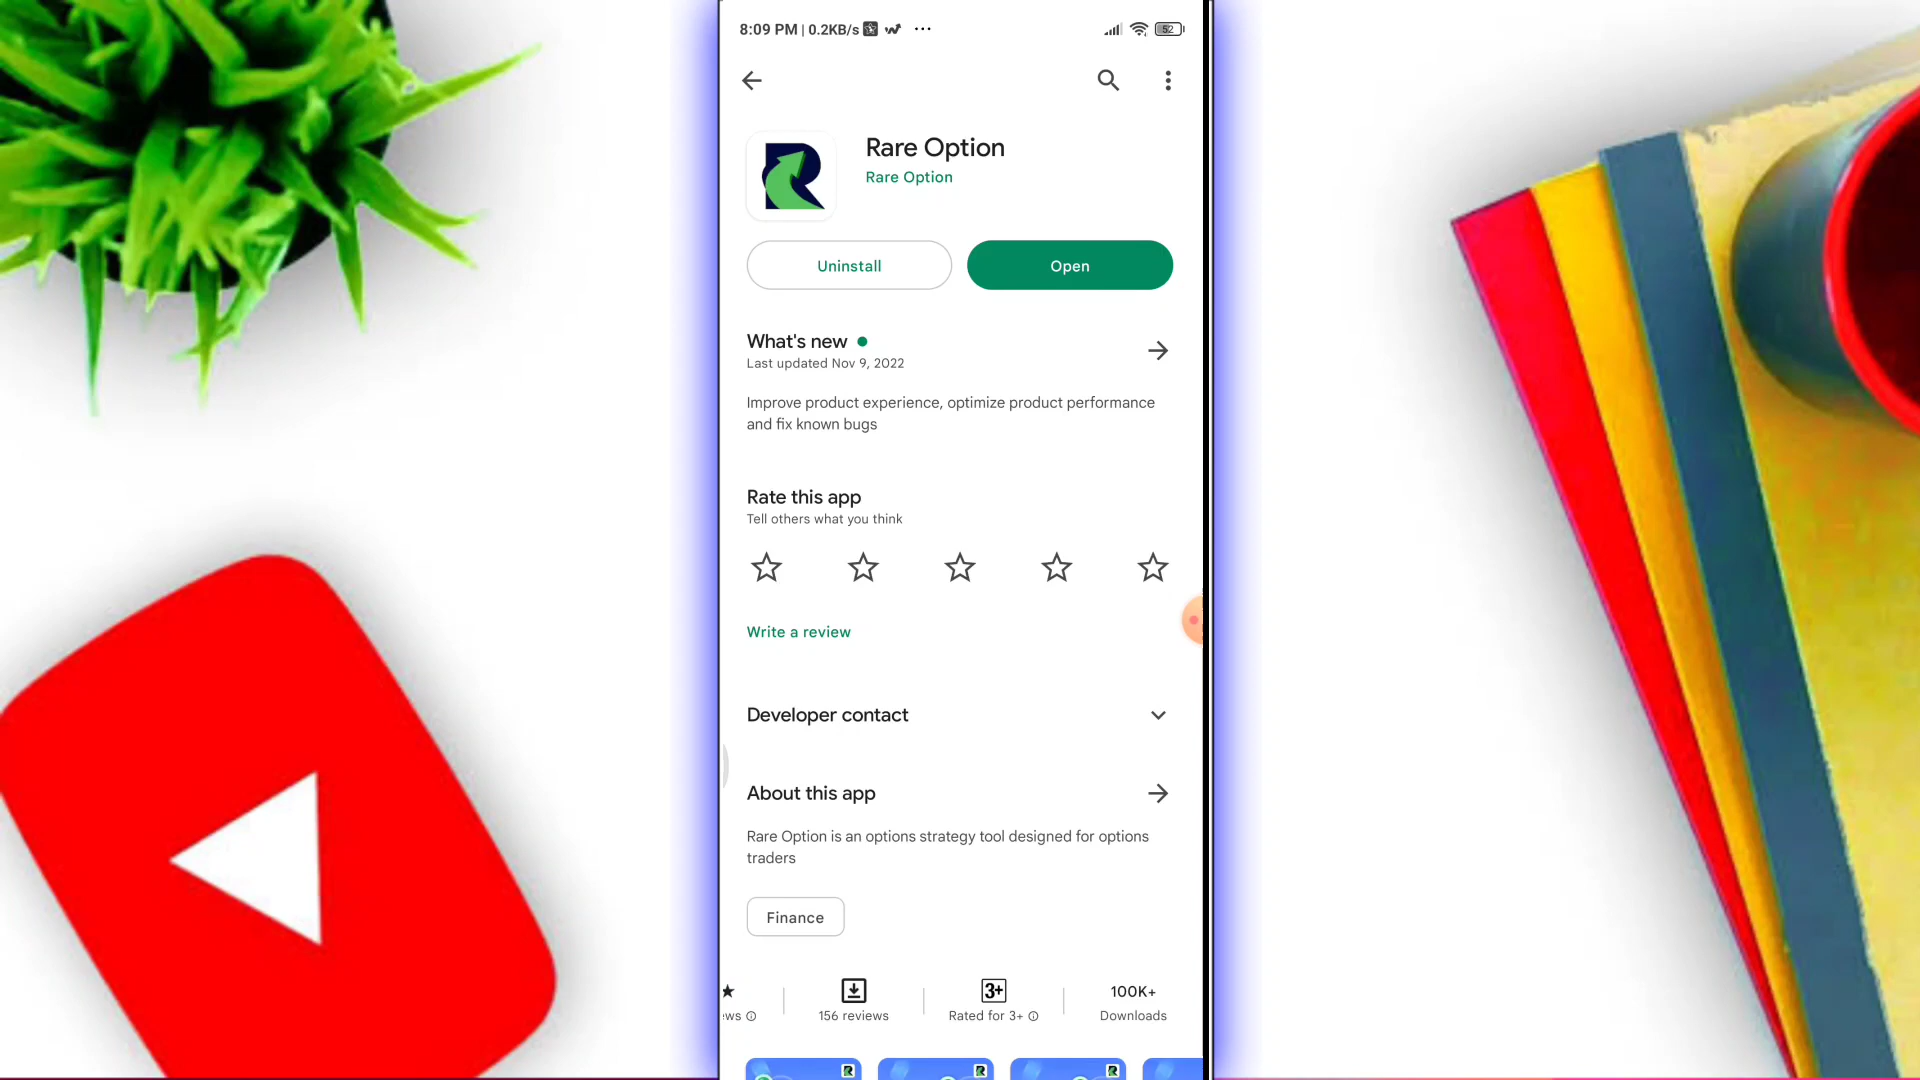 8:09 PM | 0.2KB/s
52
Rare Option
Rare Option
Uninstall
Open
What's new
Last updated Nov 9, 2022
Improve product experience, optimize product performance
and fix known bugs
Rate this app
Tell others what you think
Write a review
Developer contact
About this app
Rare Option is an options strategy tool designed for options
traders
Finance
3+
100K+
ws
156 reviews
Rated for 3+
Downloads